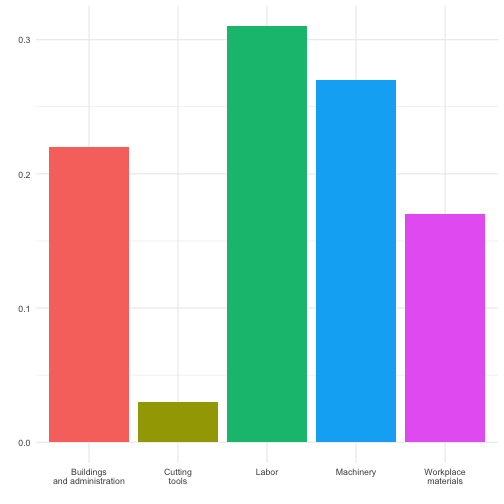 0.3
0.2
0.1
0.0
Buildings
and administration
Cutting
tools
Labor
Machinery
Workplace
materials